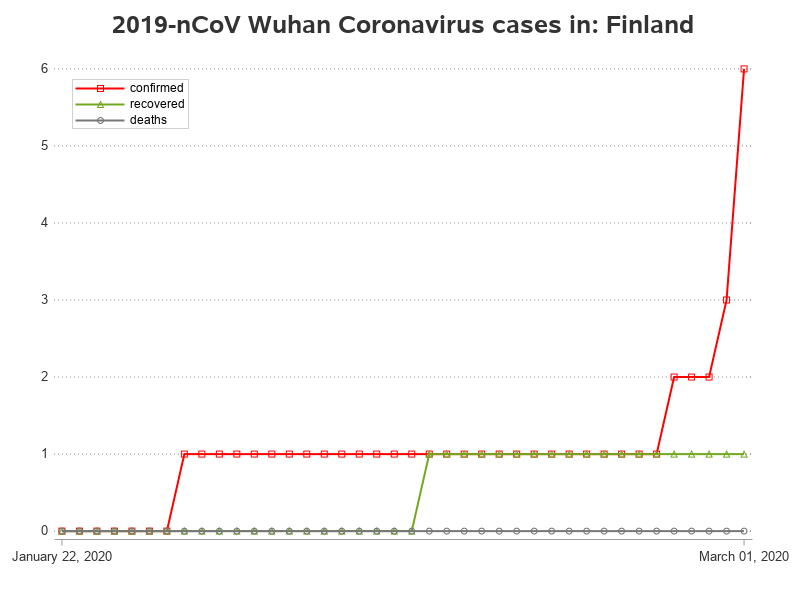 2019-nCoV Wuhan Coronavirus cases in: Finland
6
confirmed
recovered
deaths
5
4
3
2
1
0
January 22, 2020
March 01, 2020